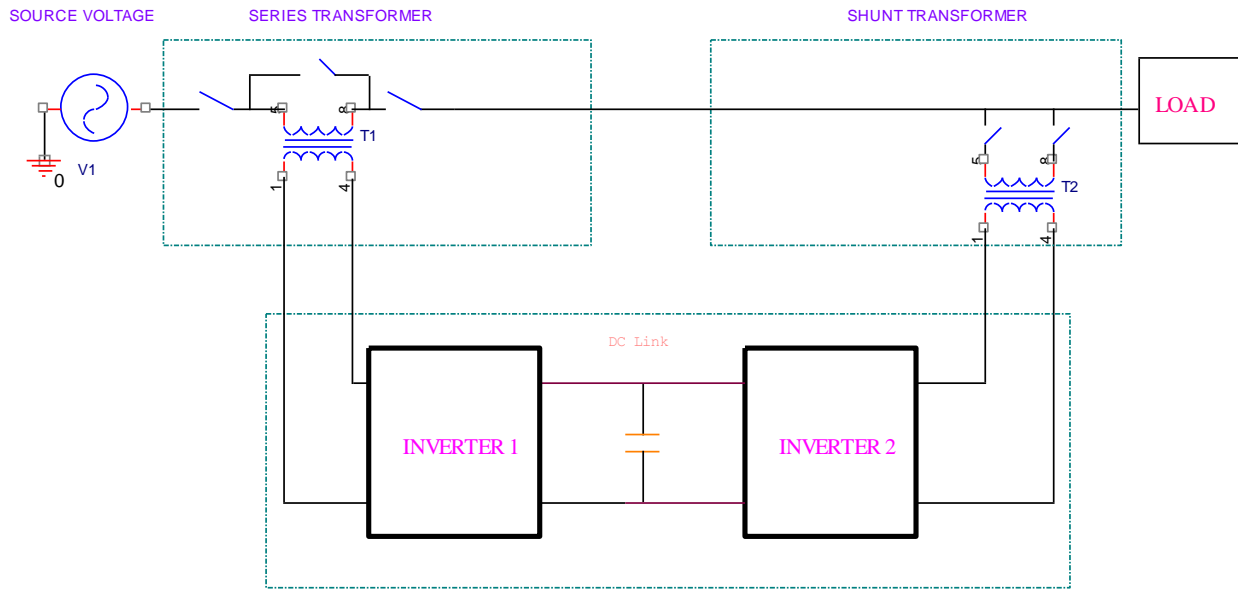 SOURCE VOLTAGE
SERIES TRANSFORMER
SHUNT TRANSFORMER
LOAD
5
8
T1
V1
0
1
4
5
8
T2
1
4
DC Link
INVERTER 1
INVERTER 2